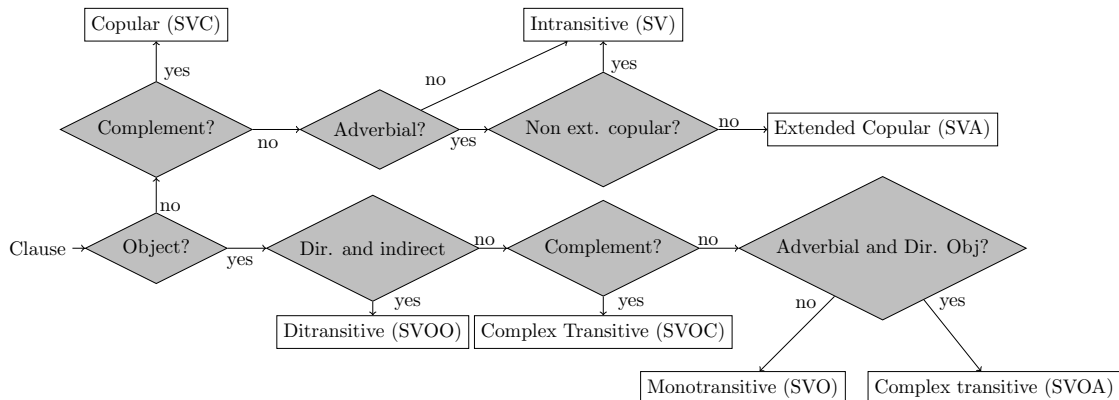 Copular (SVC)
Intransitive (SV)
yes
no
yes
Complement?
no
Adverbial?
yes
Non ext. copular?
no
Extended Copular (SVA)
no
Clause
Object?
yes
Dir. and indirect
no
Complement?
no
Adverbial and Dir. Obj?
yes
yes
no
yes
Ditransitive (SVOO)
Complex Transitive (SVOC)
Monotransitive (SVO)
Complex transitive (SVOA)